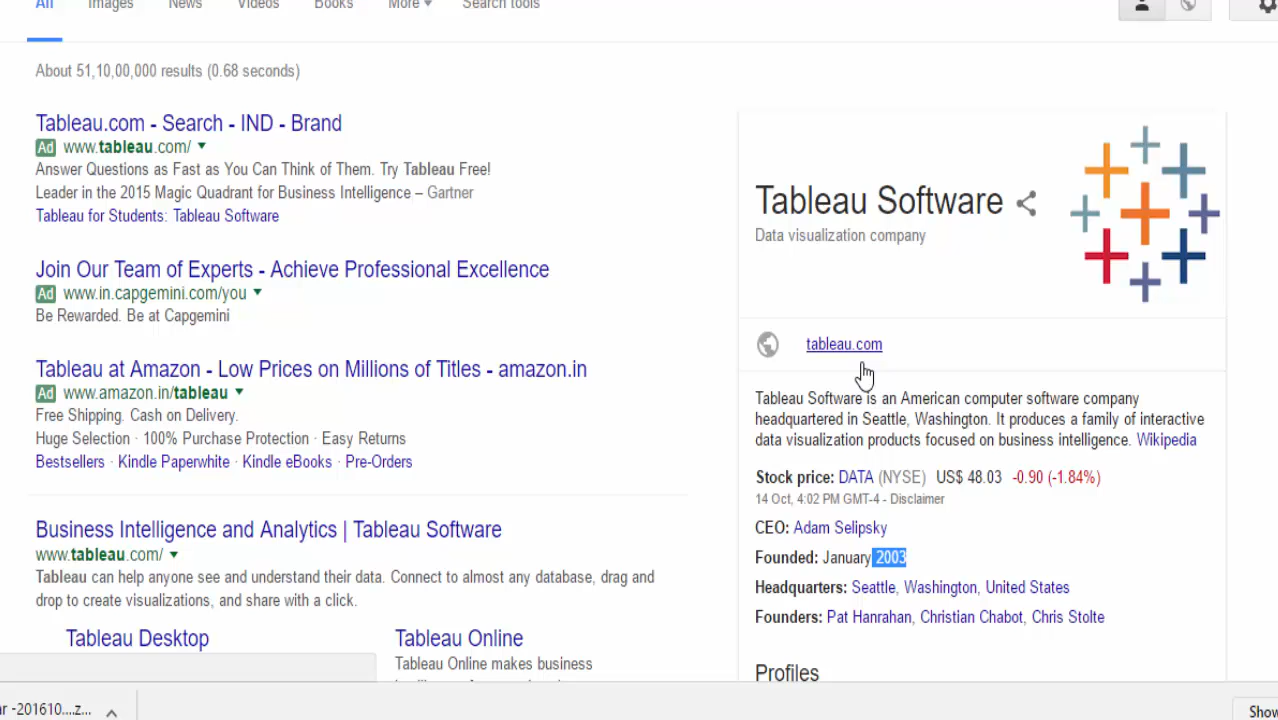 All Images News Videos Books More Search tools
About 51,10,00,000 results (0.68 seconds)
Tableau.com - Search - IND - Brand
Ad www.tableau.com/
Answer Questions as Fast as You Can Think of Them. Try Tableau Free!
Leader in the 2015 Magic Quadrant for Business Intelligence – Gartner
Tableau for Students: Tableau Software
Join Our Team of Experts - Achieve Professional Excellence
Ad www.in.capgemini.com/you
Be Rewarded. Be at Capgemini
Tableau at Amazon - Low Prices on Millions of Titles - amazon.in
Ad www.amazon.in/tableau
Free Shipping. Cash on Delivery.
Huge Selection · 100% Purchase Protection · Easy Returns
Bestsellers · Kindle Paperwhite · Kindle eBooks · Pre-Orders
Business Intelligence and Analytics | Tableau Software
www.tableau.com/
Tableau can help anyone see and understand their data. Connect to almost any database, drag and
drop to create visualizations, and share with a click.
Tableau Desktop
Tableau Online
Tableau Online makes business
Tableau Software
Data visualization company
tableau.com
Tableau Software is an American computer software company
headquartered in Seattle, Washington. It produces a family of interactive
data visualization products focused on business intelligence. Wikipedia
Stock price: DATA (NYSE) US$ 48.03 -0.90 (-1.84%)
14 Oct, 4:02 PM GMT-4 - Disclaimer
CEO: Adam Selipsky
Founded: January 2003
Headquarters: Seattle, Washington, United States
Founders: Pat Hanrahan, Christian Chabot, Chris Stolte
Profiles
ar -201610....z...
Show